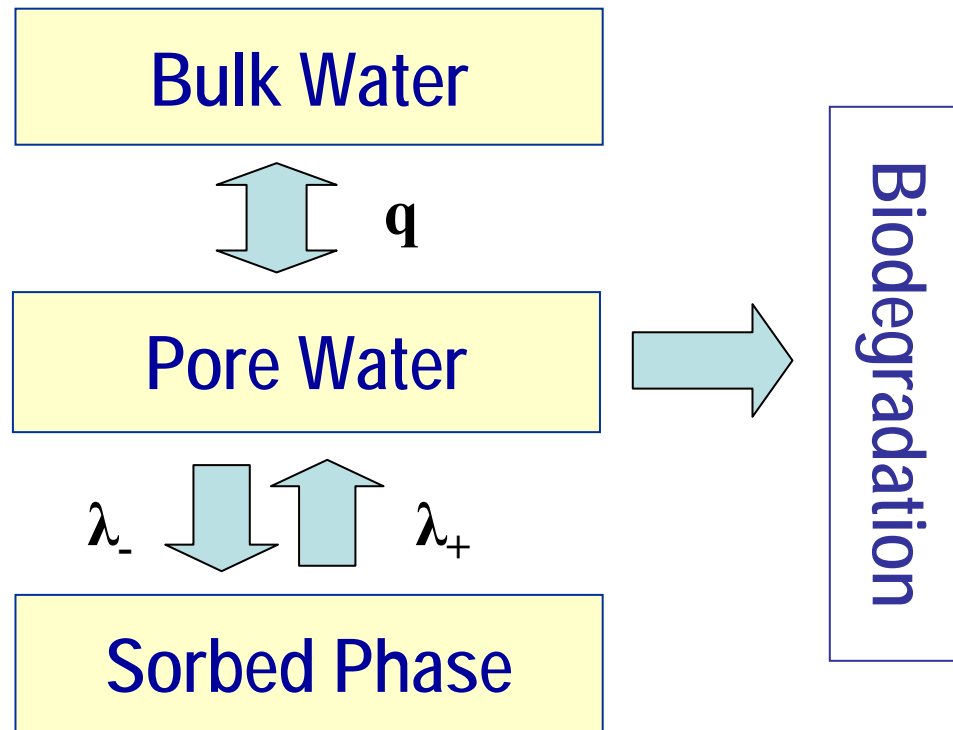 Bulk Water
q
Pore Water
λ- λ+
Sorbed Phase
Biodegradation